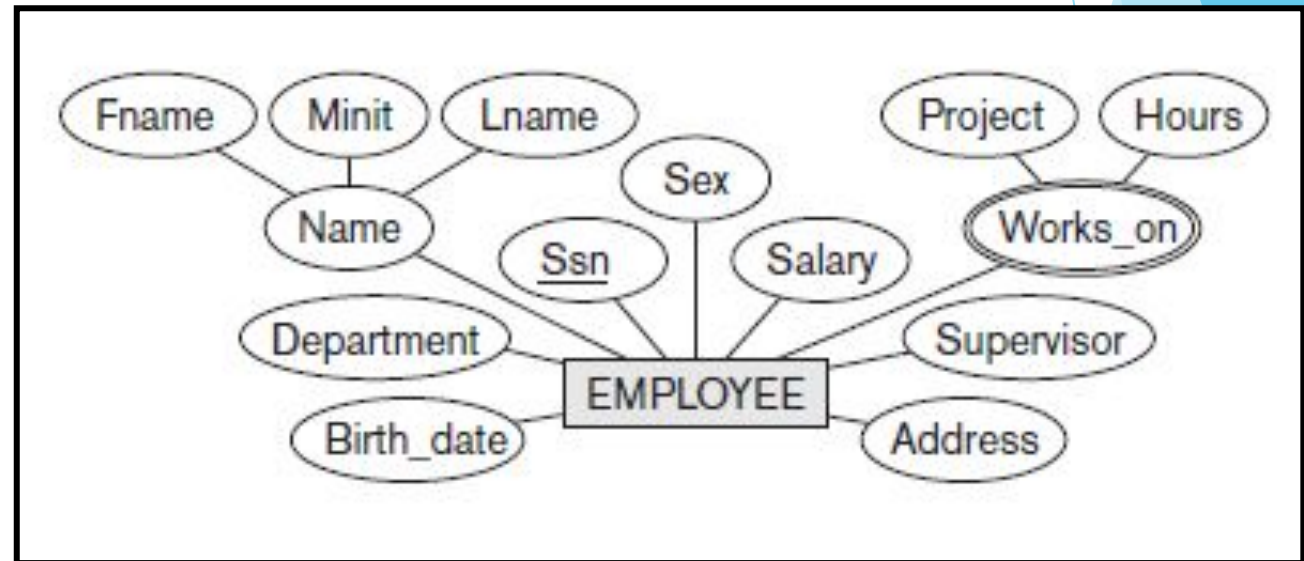 Fname
Minit
Lname
Project
Hours
Sex
Name
Works_on
Ssn
Salary
Department
Supervisor
EMPLOYEE
Birth_date
Address